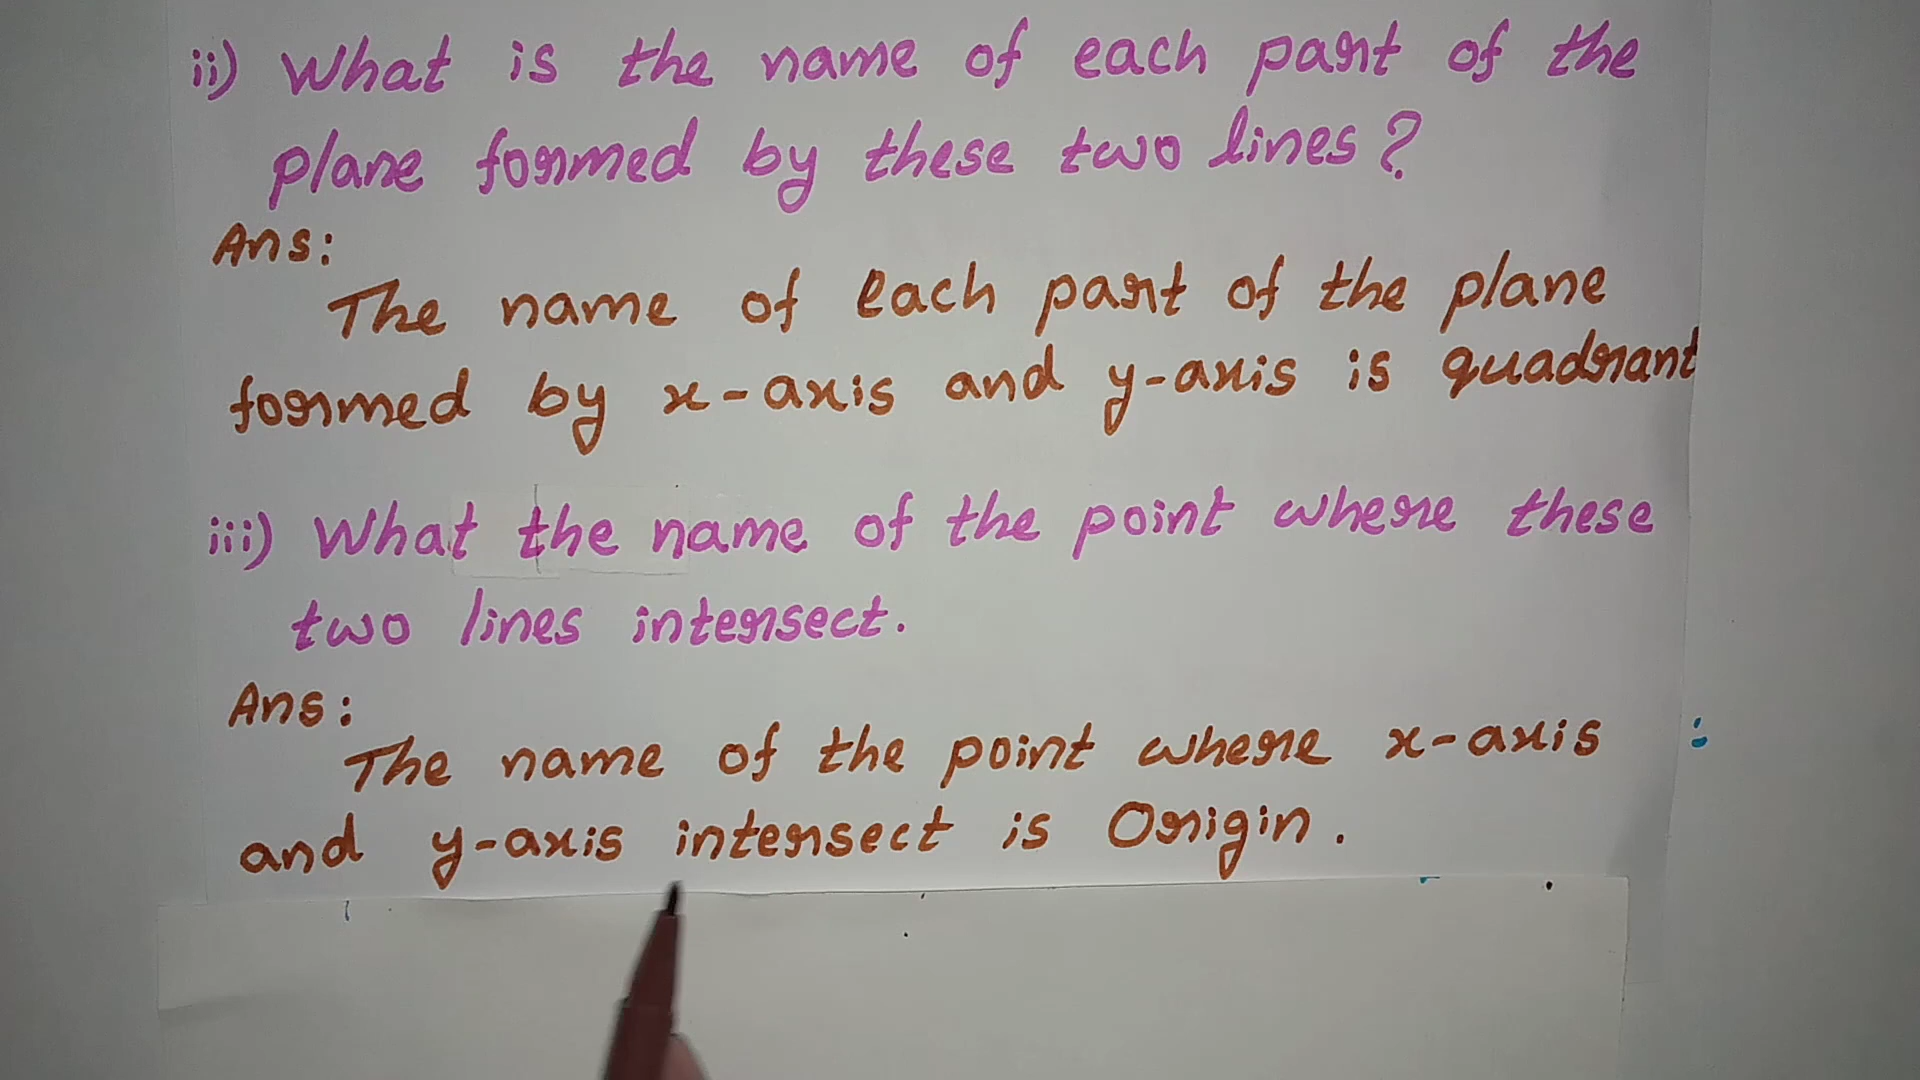 ii) What is the name of each part of the
plane formed by these two lines?
Ans:
The name of each part of the plane
formed by x-axis and y-axis is quadrant
iii) What the name of the point where these
two lines intersect.
Ans:
The name of the point where x-axis
and y-axis intersect is Origin.